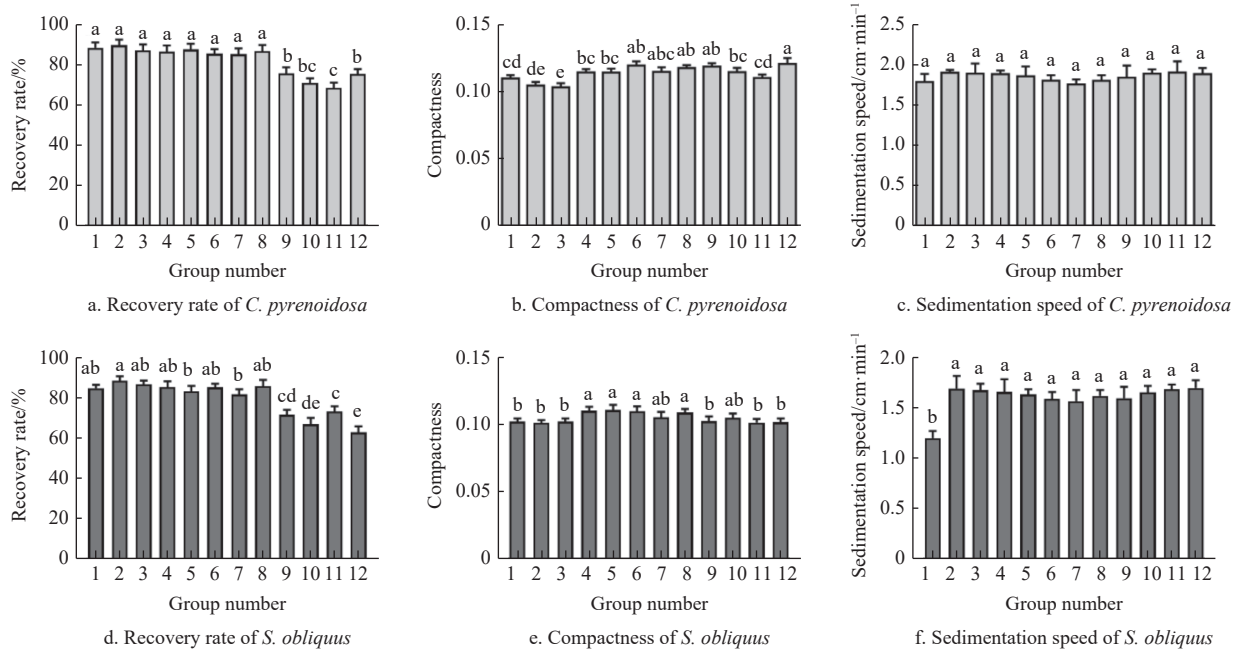 Recovery rate/%
100
80
60
40
20
0
a a a a a a a a b bc c b
1 2 3 4 5 6 7 8 9 10 11 12
Group number
a. Recovery rate of C. pyrenoidosa
Compactness
0.15
0.10
0.05
0
cd de e bc bc ab abc ab ab bc cd a
1 2 3 4 5 6 7 8 9 10 11 12
Group number
b. Compactness of C. pyrenoidosa
Sedimentation speed/cm·min⁻¹
2.5
2.0
1.5
1.0
0.5
0
a a a a a a a a a a a a
1 2 3 4 5 6 7 8 9 10 11 12
Group number
c. Sedimentation speed of C. pyrenoidosa
Recovery rate/%
100
80
60
40
20
0
ab a ab ab b ab b ab cd de c e
1 2 3 4 5 6 7 8 9 10 11 12
Group number
d. Recovery rate of S. obliquus
Compactness
0.15
0.10
0.05
0
b b b a a a ab a b ab b b
1 2 3 4 5 6 7 8 9 10 11 12
Group number
e. Compactness of S. obliquus
Sedimentation speed/cm·min⁻¹
2.0
1.5
1.0
0.5
0
b a a a a a a a a a a a
1 2 3 4 5 6 7 8 9 10 11 12
Group number
f. Sedimentation speed of S. obliquus